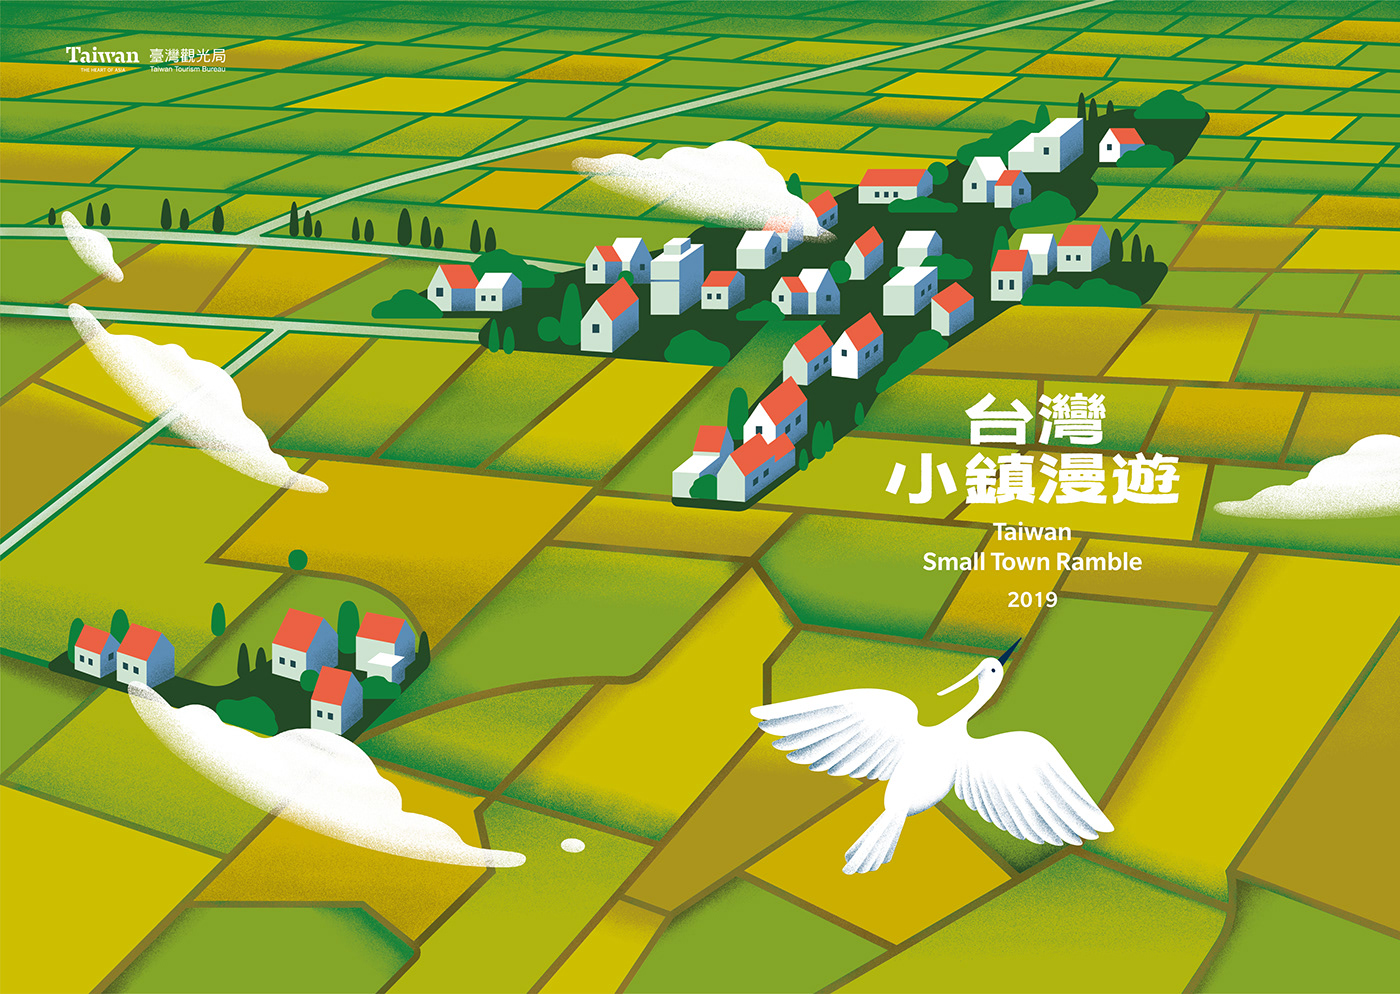 Taiwan
THE HEART OF ASIA
臺灣觀光局
Taiwan Tourism Bureau
台灣
小鎮漫遊
Taiwan
Small Town Ramble
2019